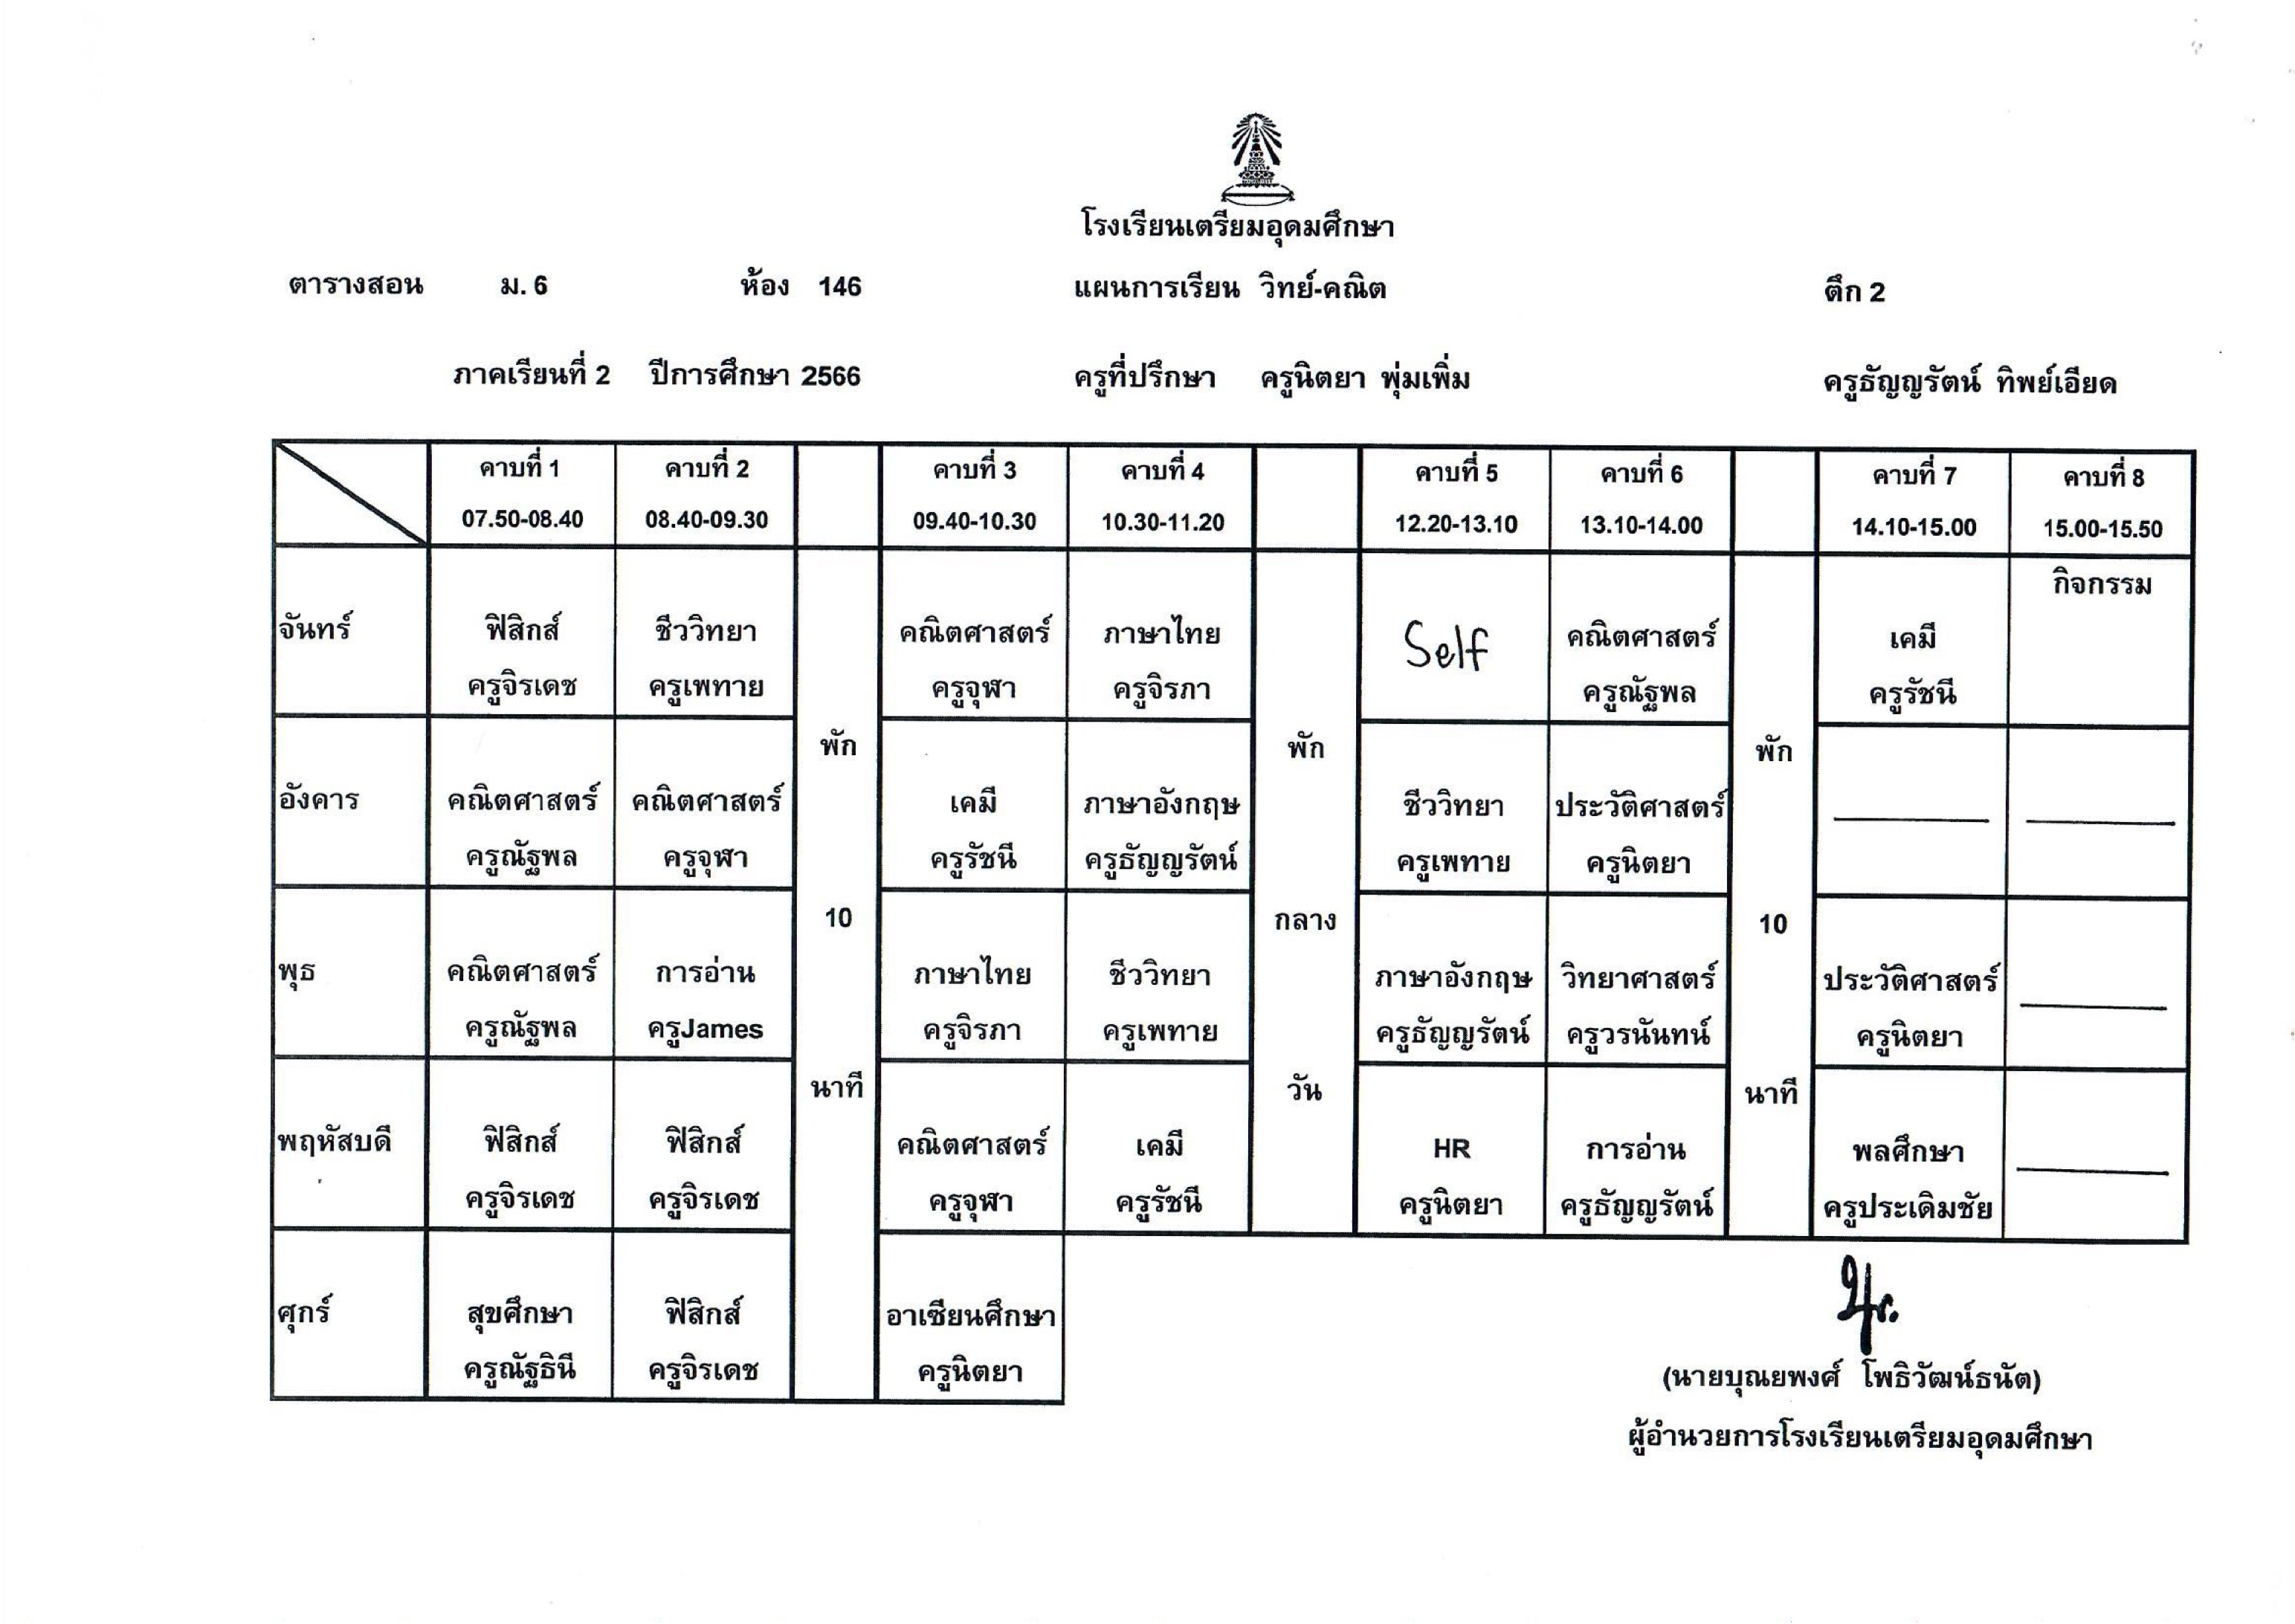 โรงเรียนเตรียมอุดมศึกษา
ตารางสอน ม. 6 ห้อง 146 แผนการเรียน วิทย์-คณิต ตึก 2
ภาคเรียนที่ 2 ปีการศึกษา 2566 ครูที่ปรึกษา ครูนิตยา พุ่มเพิ่ม ครูธัญญรัตน์ ทิพย์เอียด
คาบที่ 1 คาบที่ 2 คาบที่ 3 คาบที่ 4 คาบที่ 5 คาบที่ 6 คาบที่ 7 คาบที่ 8
07.50-08.40 08.40-09.30 09.40-10.30 10.30-11.20 12.20-13.10 13.10-14.00 14.10-15.00 15.00-15.50
กิจกรรม
จันทร์ ฟิสิกส์ ชีววิทยา คณิตศาสตร์ ภาษาไทย Self คณิตศาสตร์ เคมี
ครูจิรเดช ครูเพทาย ครูจุฬา ครูจิรภา ครูณัฐพล ครูรัชนี
พัก พัก พัก
อังคาร คณิตศาสตร์ คณิตศาสตร์ เคมี ภาษาอังกฤษ ชีววิทยา ประวัติศาสตร์
ครูณัฐพล ครูจุฬา ครูรัชนี ครูธัญญรัตน์ ครูเพทาย ครูนิตยา
10 กลาง 10
พุธ คณิตศาสตร์ การอ่าน ภาษาไทย ชีววิทยา ภาษาอังกฤษ วิทยาศาสตร์ ประวัติศาสตร์
ครูณัฐพล ครูJames ครูจิรภา ครูเพทาย ครูธัญญรัตน์ ครูวรนันทน์ ครูนิตยา
นาที วัน นาที
พฤหัสบดี ฟิสิกส์ ฟิสิกส์ คณิตศาสตร์ เคมี HR การอ่าน พลศึกษา
ครูจิรเดช ครูจิรเดช ครูจุฬา ครูรัชนี ครูนิตยา ครูธัญญรัตน์ ครูประเดิมชัย
ศุกร์ สุขศึกษา ฟิสิกส์ อาเซียนศึกษา
ครูณัฐธินี ครูจิรเดช ครูนิตยา
(นายบุณยพงศ์ โพธิวัฒน์ธนัต)
ผู้อำนวยการโรงเรียนเตรียมอุดมศึกษา